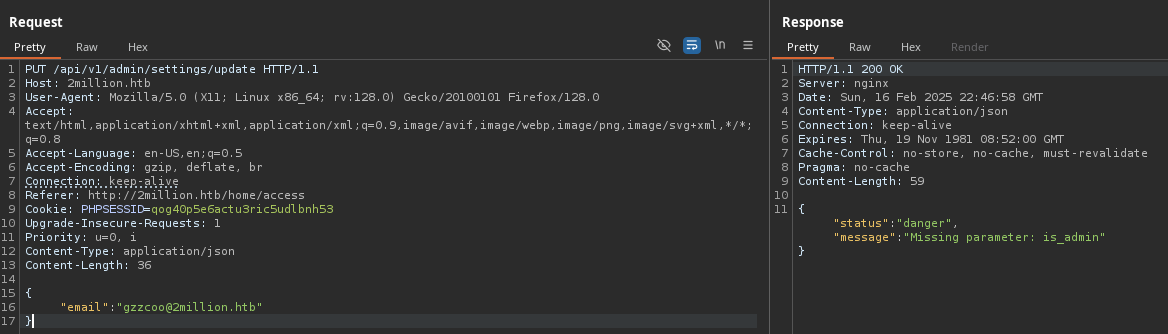 Request
Pretty Raw Hex
\n
1 PUT /api/v1/admin/settings/update HTTP/1.1
2 Host: 2million.htb
3 User-Agent: Mozilla/5.0 (X11; Linux x86_64; rv:128.0) Gecko/20100101 Firefox/128.0
4 Accept:
text/html,application/xhtml+xml,application/xml;q=0.9,image/avif,image/webp,image/png,image/svg+xml,*/*;
q=0.8
5 Accept-Language: en-US,en;q=0.5
6 Accept-Encoding: gzip, deflate, br
7 Connection: keep-alive
8 Referer: http://2million.htb/home/access
9 Cookie: PHPSESSID=qog40p5e6actu3ric5udlbnh53
10 Upgrade-Insecure-Requests: 1
11 Priority: u=0, i
12 Content-Type: application/json
13 Content-Length: 36
14
15 {
16 "email":"gzzcoo@2million.htb"
17 }
Response
Pretty Raw Hex Render
1 HTTP/1.1 200 OK
2 Server: nginx
3 Date: Sun, 16 Feb 2025 22:46:58 GMT
4 Content-Type: application/json
5 Connection: keep-alive
6 Expires: Thu, 19 Nov 1981 08:52:00 GMT
7 Cache-Control: no-store, no-cache, must-revalidate
8 Pragma: no-cache
9 Content-Length: 59
10
11 {
"status":"danger",
"message":"Missing parameter: is_admin"
}